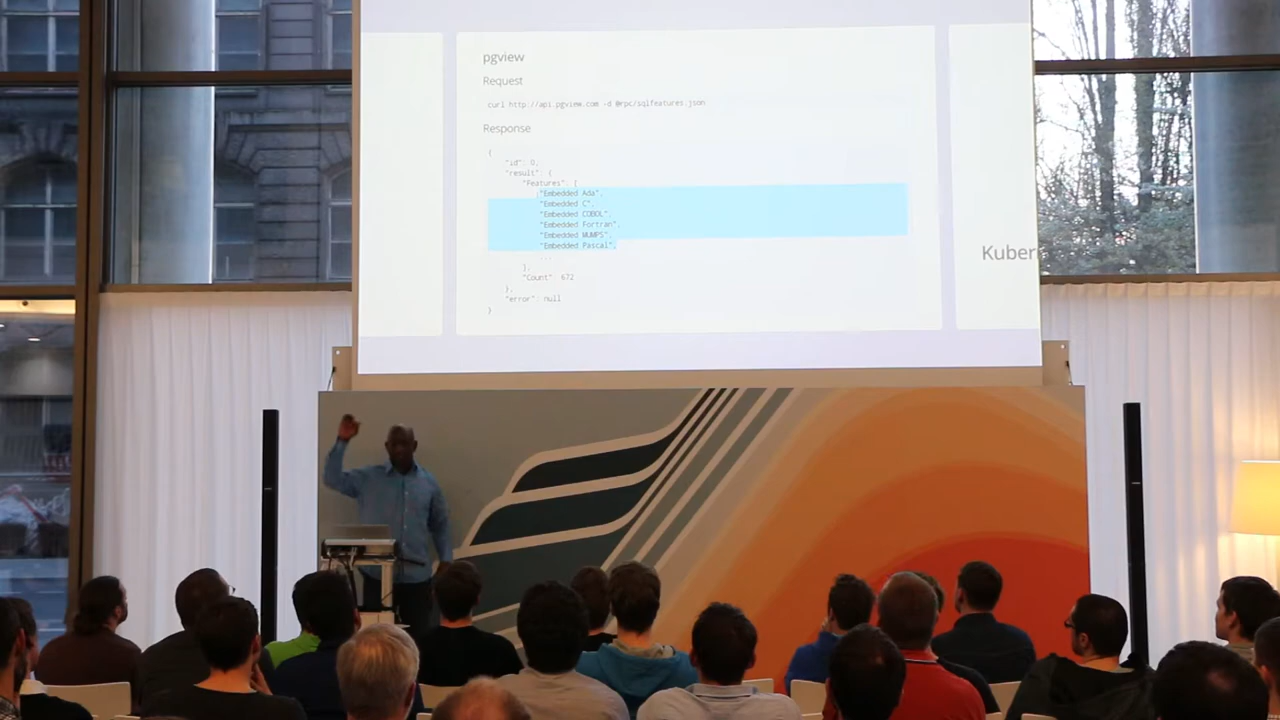 pgview
Request
curl http://api.pgview.com -d @rpc/sqlfeatures.json
Response
{
"id": 0,
"result": {
"Features": [
"Embedded Ada",
"Embedded C",
"Embedded COBOL",
"Embedded Fortran",
"Embedded MUMPS",
"Embedded Pascal",
...
],
"Count": 672
},
"error": null
}
Kuber